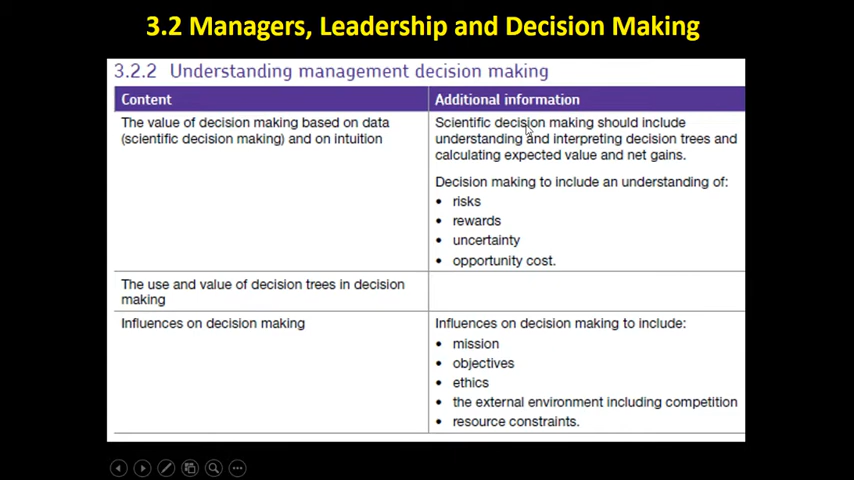 3.2 Managers, Leadership and Decision Making
3.2.2 Understanding management decision making
Content
Additional information
The value of decision making based on data
(scientific decision making) and on intuition
Scientific decision making should include
understanding and interpreting decision trees and
calculating expected value and net gains.
Decision making to include an understanding of:
• risks
• rewards
• uncertainty
• opportunity cost.
The use and value of decision trees in decision
making
Influences on decision making
Influences on decision making to include:
• mission
• objectives
• ethics
• the external environment including competition
• resource constraints.